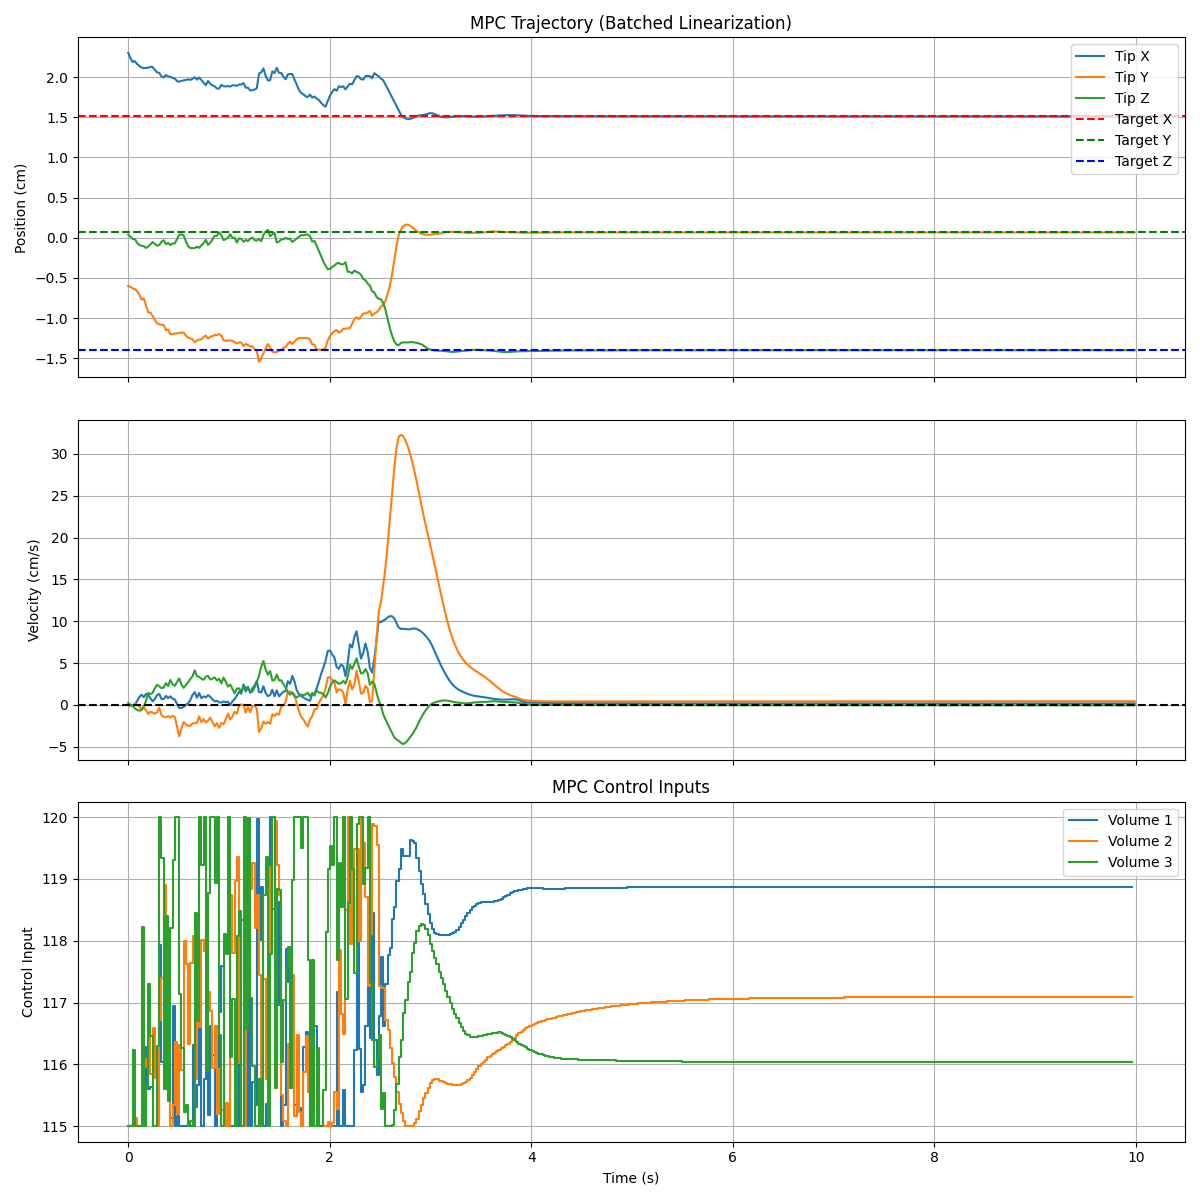 MPC Trajectory (Batched Linearization)
Position (cm)
2.0
1.5
1.0
0.5
0.0
−0.5
−1.0
−1.5
Tip X
Tip Y
Tip Z
Target X
Target Y
Target Z
Velocity (cm/s)
30
25
20
15
10
5
0
−5
MPC Control Inputs
Control Input
120
119
118
117
116
115
Volume 1
Volume 2
Volume 3
0 2 4 6 8 10
Time (s)